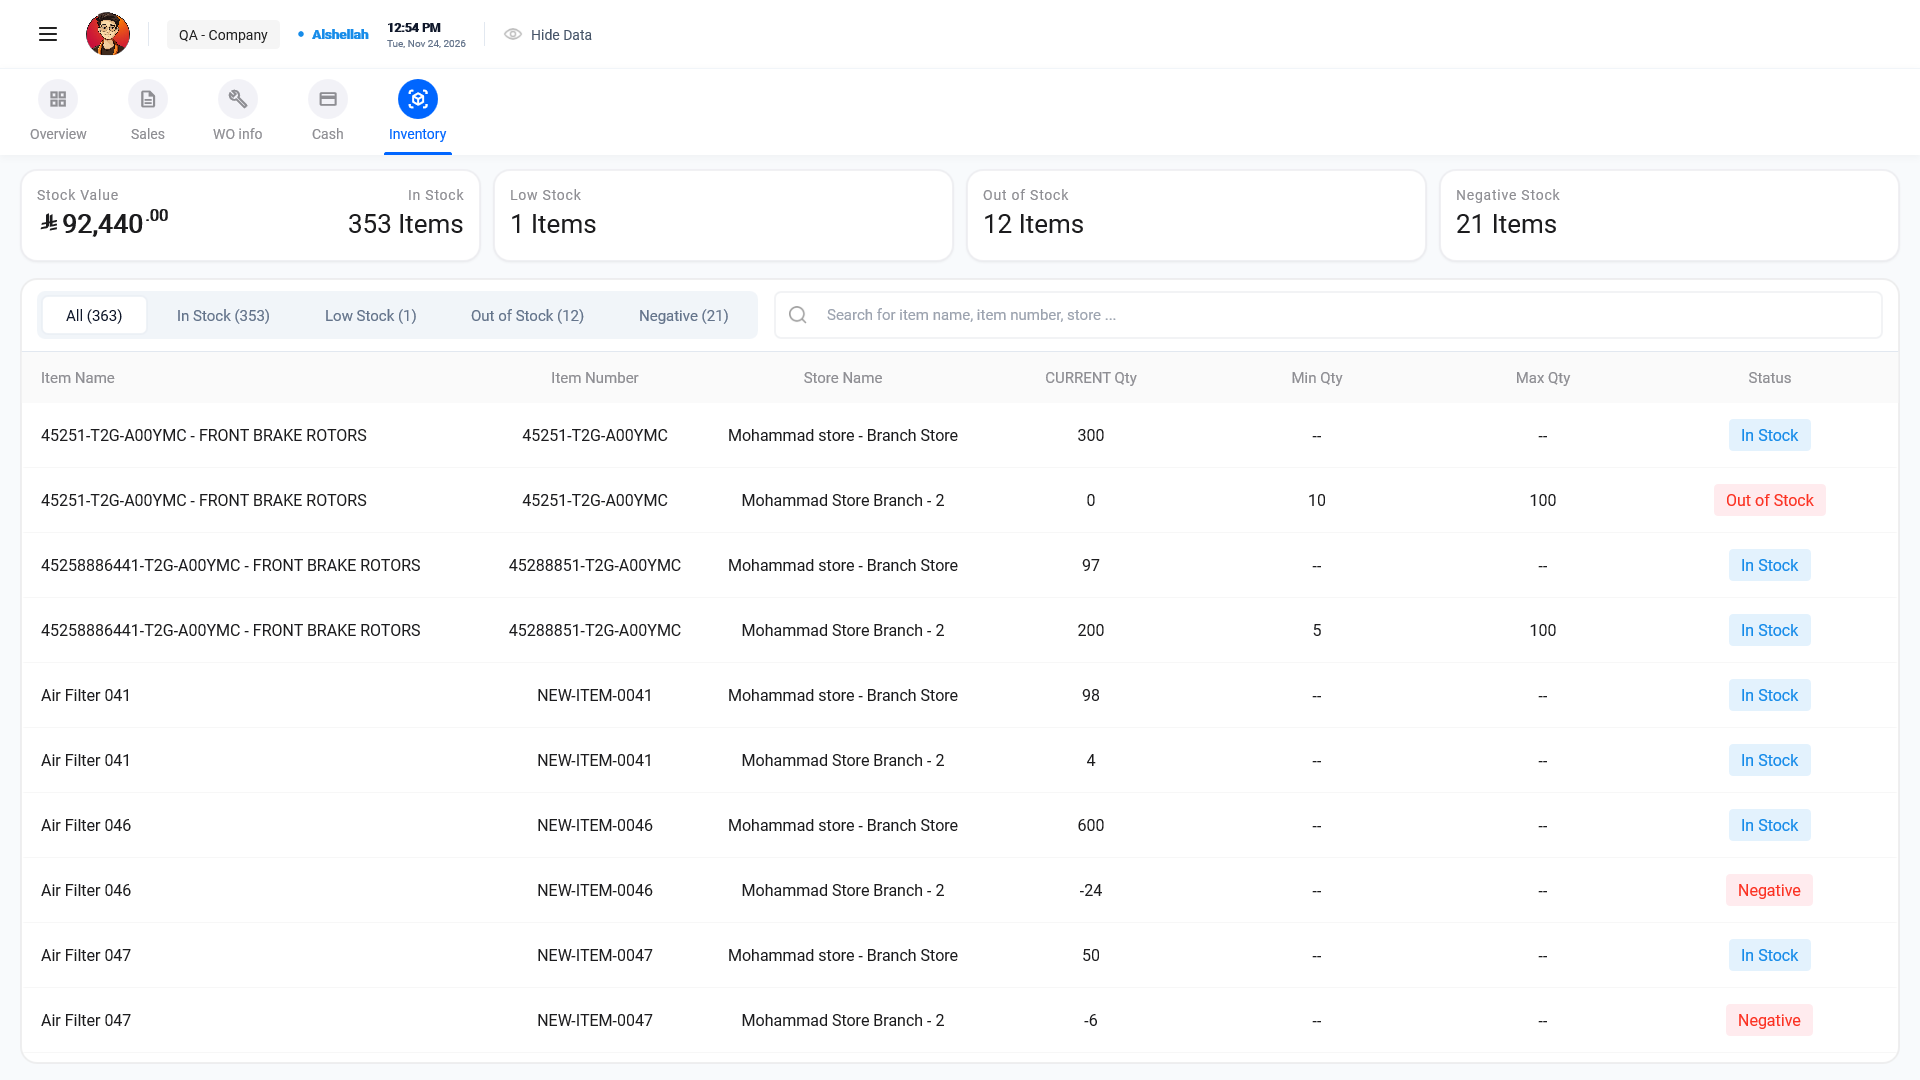 QA - Company
Alshellah
12:54 PM
Tue, Nov 24, 2026
Hide Data
Overview
Sales
WO info
Cash
Inventory
Stock Value
In Stock
92,440.00
353 Items
Low Stock
1 Items
Out of Stock
12 Items
Negative Stock
21 Items
All (363)
In Stock (353)
Low Stock (1)
Out of Stock (12)
Negative (21)
Search for item name, item number, store ...
Item Name Item Number Store Name CURRENT Qty Min Qty Max Qty Status
45251-T2G-A00YMC - FRONT BRAKE ROTORS 45251-T2G-A00YMC Mohammad store - Branch Store 300 -- -- In Stock
45251-T2G-A00YMC - FRONT BRAKE ROTORS 45251-T2G-A00YMC Mohammad Store Branch - 2 0 10 100 Out of Stock
45258886441-T2G-A00YMC - FRONT BRAKE ROTORS 45288851-T2G-A00YMC Mohammad store - Branch Store 97 -- -- In Stock
45258886441-T2G-A00YMC - FRONT BRAKE ROTORS 45288851-T2G-A00YMC Mohammad Store Branch - 2 200 5 100 In Stock
Air Filter 041 NEW-ITEM-0041 Mohammad store - Branch Store 98 -- -- In Stock
Air Filter 041 NEW-ITEM-0041 Mohammad Store Branch - 2 4 -- -- In Stock
Air Filter 046 NEW-ITEM-0046 Mohammad store - Branch Store 600 -- -- In Stock
Air Filter 046 NEW-ITEM-0046 Mohammad Store Branch - 2 -24 -- -- Negative
Air Filter 047 NEW-ITEM-0047 Mohammad store - Branch Store 50 -- -- In Stock
Air Filter 047 NEW-ITEM-0047 Mohammad Store Branch - 2 -6 -- -- Negative